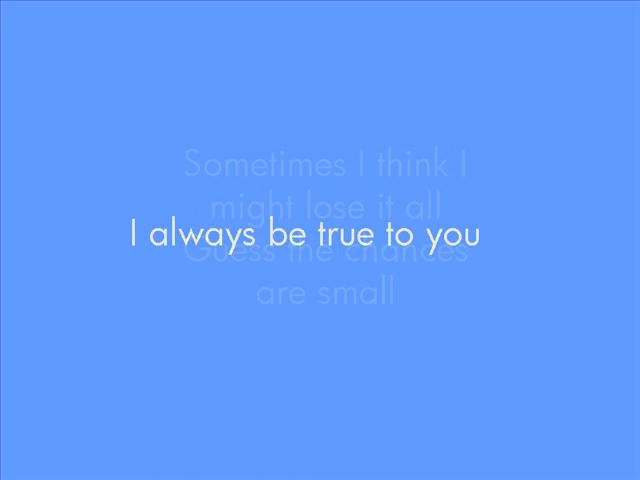 Sometimes I think I
might lose it all
I always be true to you
Guess the chances
are small